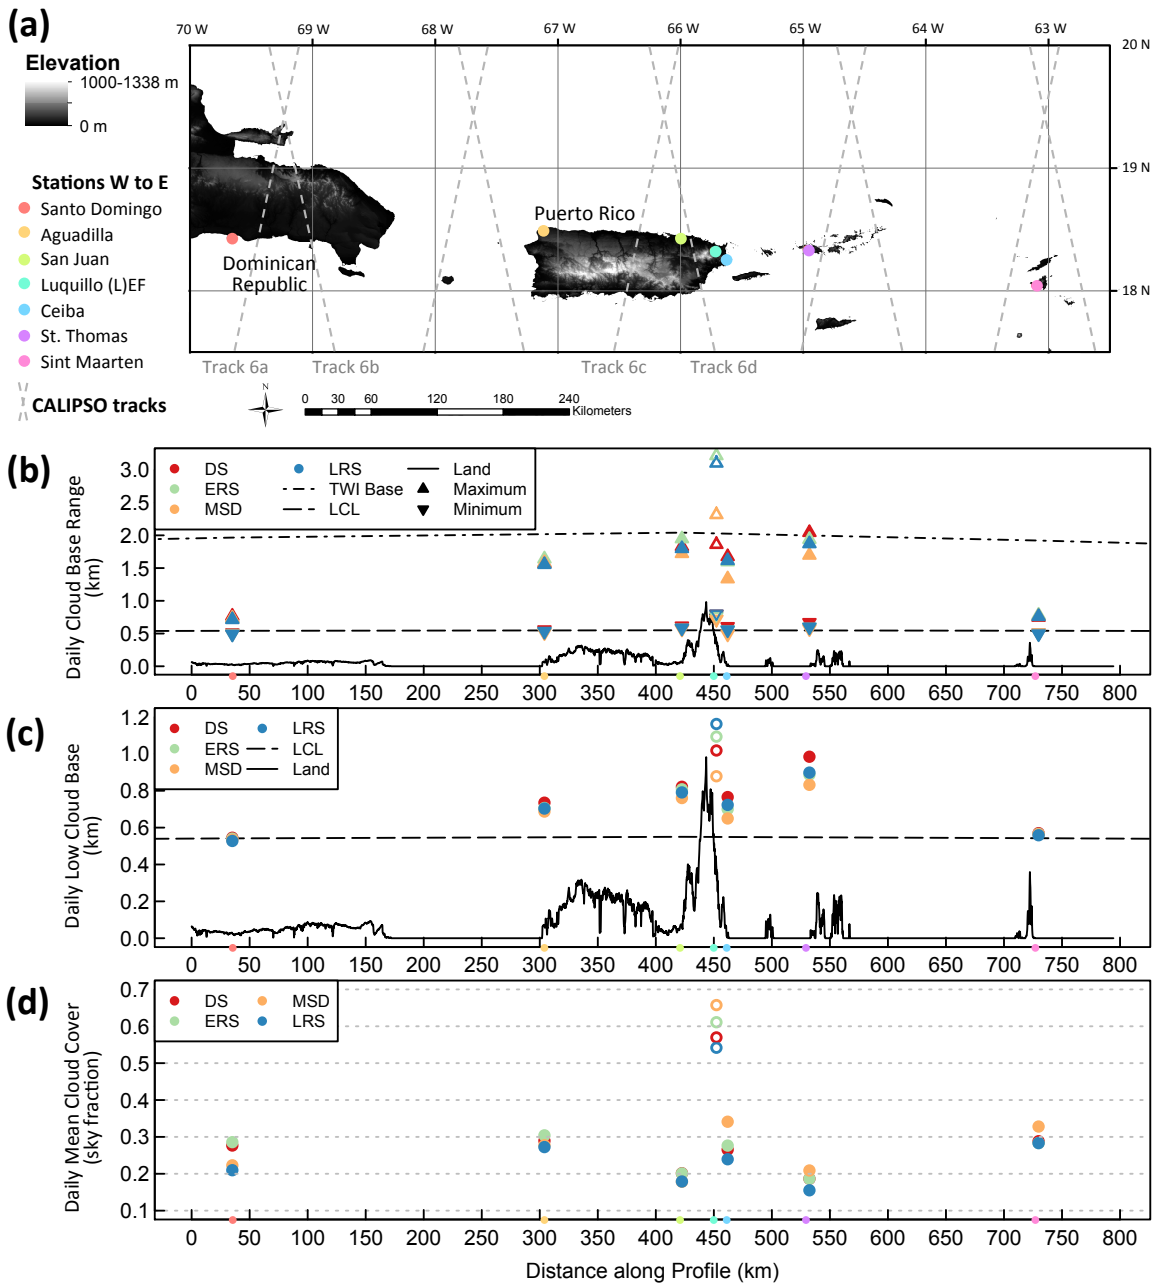 (a)
70 W 69 W 68 W 67 W 66 W 65 W 64 W 63 W
20 N
Elevation
1000-1338 m
0 m
19 N
Stations W to E
Santo Domingo
Aguadilla
San Juan
Luquillo (L)EF
Ceiba
St. Thomas
Sint Maarten
CALIPSO tracks
Puerto Rico
Dominican
Republic
18 N
Track 6a Track 6b Track 6c Track 6d
N
0 30 60 120 180 240
Kilometers
(b)
DS LRS Land
ERS TWI Base Maximum
MSD LCL Minimum
Daily Cloud Base Range
(km)
3.0
2.5
2.0
1.5
1.0
0.5
0.0
0 50 100 150 200 250 300 350 400 450 500 550 600 650 700 750 800
(c)
DS LRS
ERS LCL
MSD Land
Daily Low Cloud Base
(km)
1.2
1.0
0.8
0.6
0.4
0.2
0.0
0 50 100 150 200 250 300 350 400 450 500 550 600 650 700 750 800
(d)
DS MSD
ERS LRS
Daily Mean Cloud Cover
(sky fraction)
0.7
0.6
0.5
0.4
0.3
0.2
0.1
0 50 100 150 200 250 300 350 400 450 500 550 600 650 700 750 800
Distance along Profile (km)